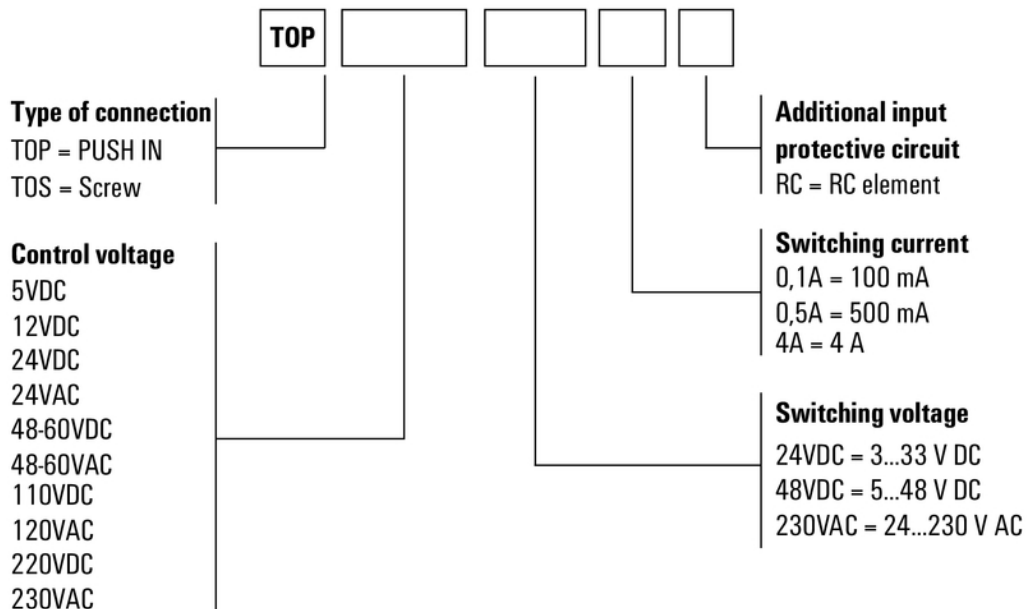 TOP
Type of connection
TOP = PUSH IN
TOS = Screw
Control voltage
5VDC
12VDC
24VDC
24VAC
48-60VDC
48-60VAC
110VDC
120VAC
220VDC
230VAC
Additional input
protective circuit
RC = RC element
Switching current
0,1A = 100 mA
0,5A = 500 mA
4A = 4 A
Switching voltage
24VDC = 3...33 V DC
48VDC = 5...48 V DC
230VAC = 24...230 V AC